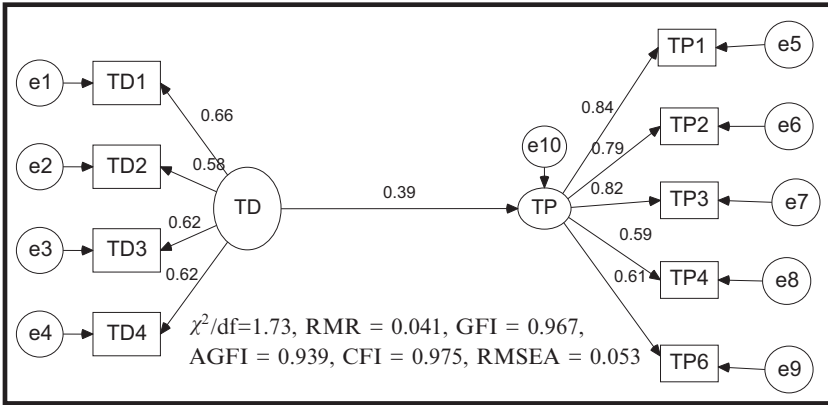 e1 TD1 0.66
e2 TD2 0.58
e3 TD3 0.62
e4 TD4 0.62
TD
0.39
e10
TP
0.84 TP1 e5
0.79 TP2 e6
0.82 TP3 e7
0.59 TP4 e8
0.61 TP6 e9
χ²/df=1.73, RMR = 0.041, GFI = 0.967,
AGFI = 0.939, CFI = 0.975, RMSEA = 0.053